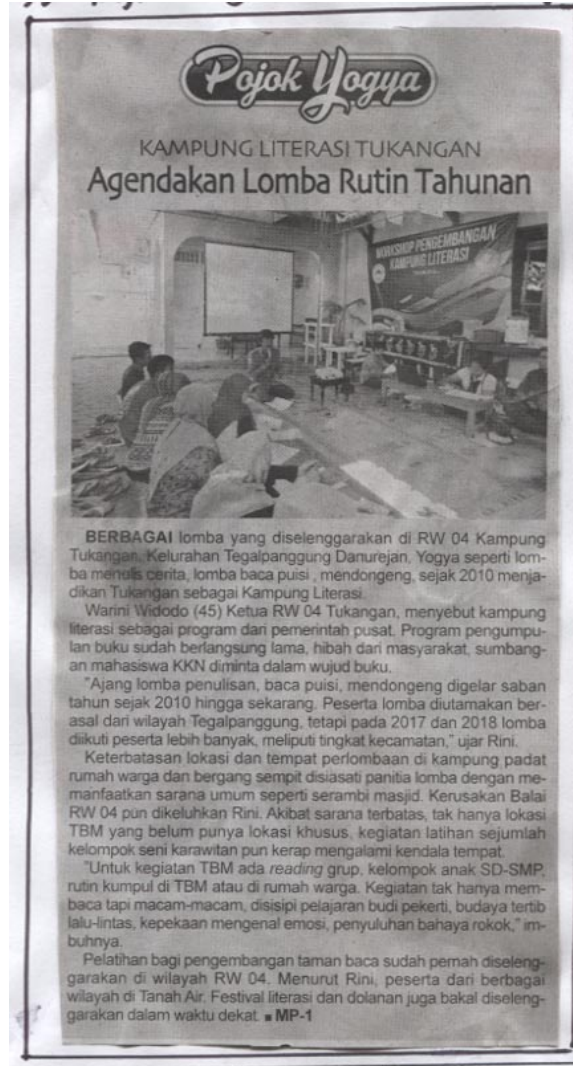 Pojok Yogya
KAMPUNG LITERASI TUKANGAN
Agendakan Lomba Rutin Tahunan
WORKSHOP PENGEMBANGAN
KAMPUNG LITERASI
BERBAGAI lomba yang diselenggarakan di RW 04 Kampung
Tukangan, Kelurahan Tegalpanggung Danurejan, Yogya seperti lom-
ba menulis cerita, lomba baca puisi , mendongeng, sejak 2010 menja-
dikan Tukangan sebagai Kampung Literasi.
Warini Widodo (45) Ketua RW 04 Tukangan, menyebut kampung
literasi sebagai program dari pemerintah pusat. Program pengumpu-
lan buku sudah berlangsung lama, hibah dari masyarakat, sumbang-
an mahasiswa KKN diminta dalam wujud buku.
"Ajang lomba penulisan, baca puisi, mendongeng digelar saban
tahun sejak 2010 hingga sekarang. Peserta lomba diutamakan ber-
asal dari wilayah Tegalpanggung, tetapi pada 2017 dan 2018 lomba
diikuti peserta lebih banyak, meliputi tingkat kecamatan," ujar Rini.
Keterbatasan lokasi dan tempat perlombaan di kampung padat
rumah warga dan bergang sempit disiasati panitia lomba dengan me-
manfaatkan sarana umum seperti serambi masjid. Kerusakan Balai
RW 04 pun dikeluhkan Rini. Akibat sarana terbatas, tak hanya lokasi
TBM yang belum punya lokasi khusus, kegiatan latihan sejumlah
kelompok seni karawitan pun kerap mengalami kendala tempat.
"Untuk kegiatan TBM ada reading grup, kelompok anak SD-SMP,
rutin kumpul di TBM atau di rumah warga. Kegiatan tak hanya mem-
baca tapi macam-macam, disisipi pelajaran budi pekerti, budaya tertib
lalu-lintas, kepekaan mengenal emosi, penyuluhan bahaya rokok," im-
buhnya.
Pelatihan bagi pengembangan taman baca sudah pernah diseleng-
garakan di wilayah RW 04. Menurut Rini, peserta dari berbagai
wilayah di Tanah Air. Festival literasi dan dolanan juga bakal diseleng-
garakan dalam waktu dekat. ■ MP-1